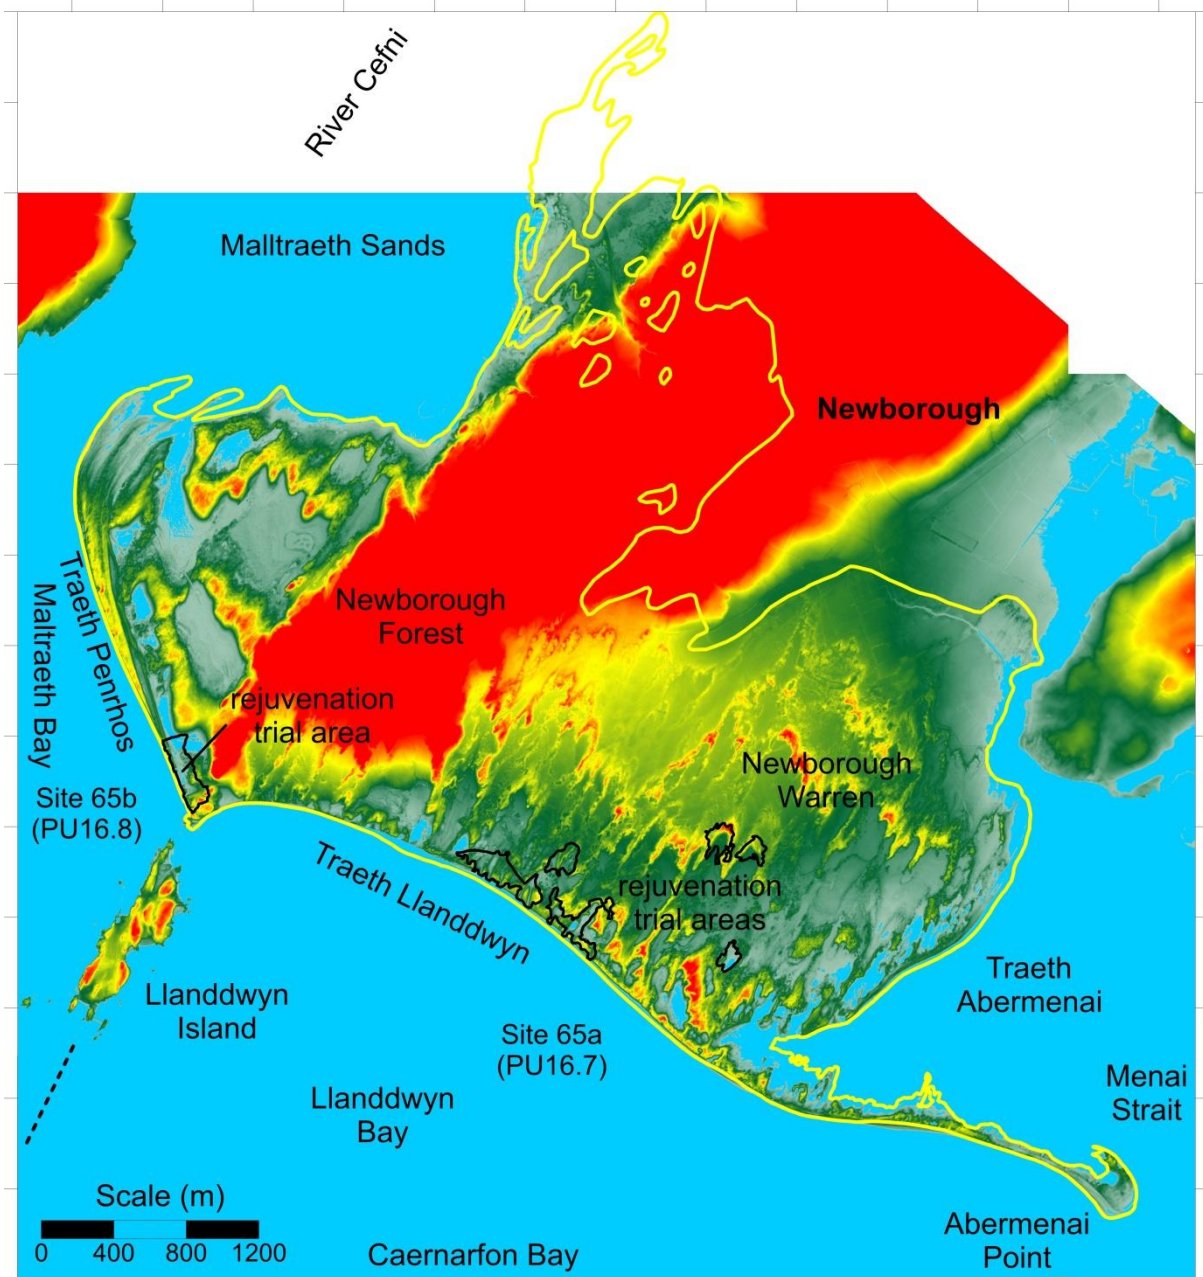 River Cefni
Malltraeth Sands
Newborough
Traeth Penrhos
Maltraeth Bay
Newborough
Forest
rejuvenation
trial area
Newborough
Warren
Site 65b
(PU16.8)
Traeth Llanddwyn
rejuvenation
trial areas
Llanddwyn
Island
Traeth
Abermenai
Site 65a
(PU16.7)
Llanddwyn
Bay
Menai
Strait
Scale (m)
0 400 800 1200
Caernarfon Bay
Abermenai
Point